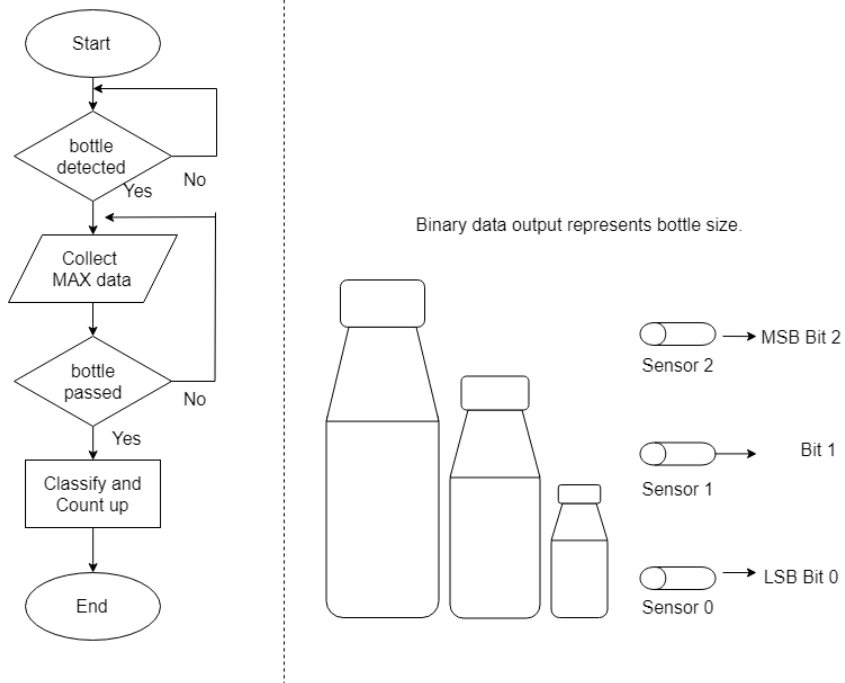 Start
bottle
detected
Yes
No
Collect
MAX data
bottle
passed
No
Yes
Classify and
Count up
End
Binary data output represents bottle size.
MSB Bit 2
Sensor 2
Bit 1
Sensor 1
LSB Bit 0
Sensor 0